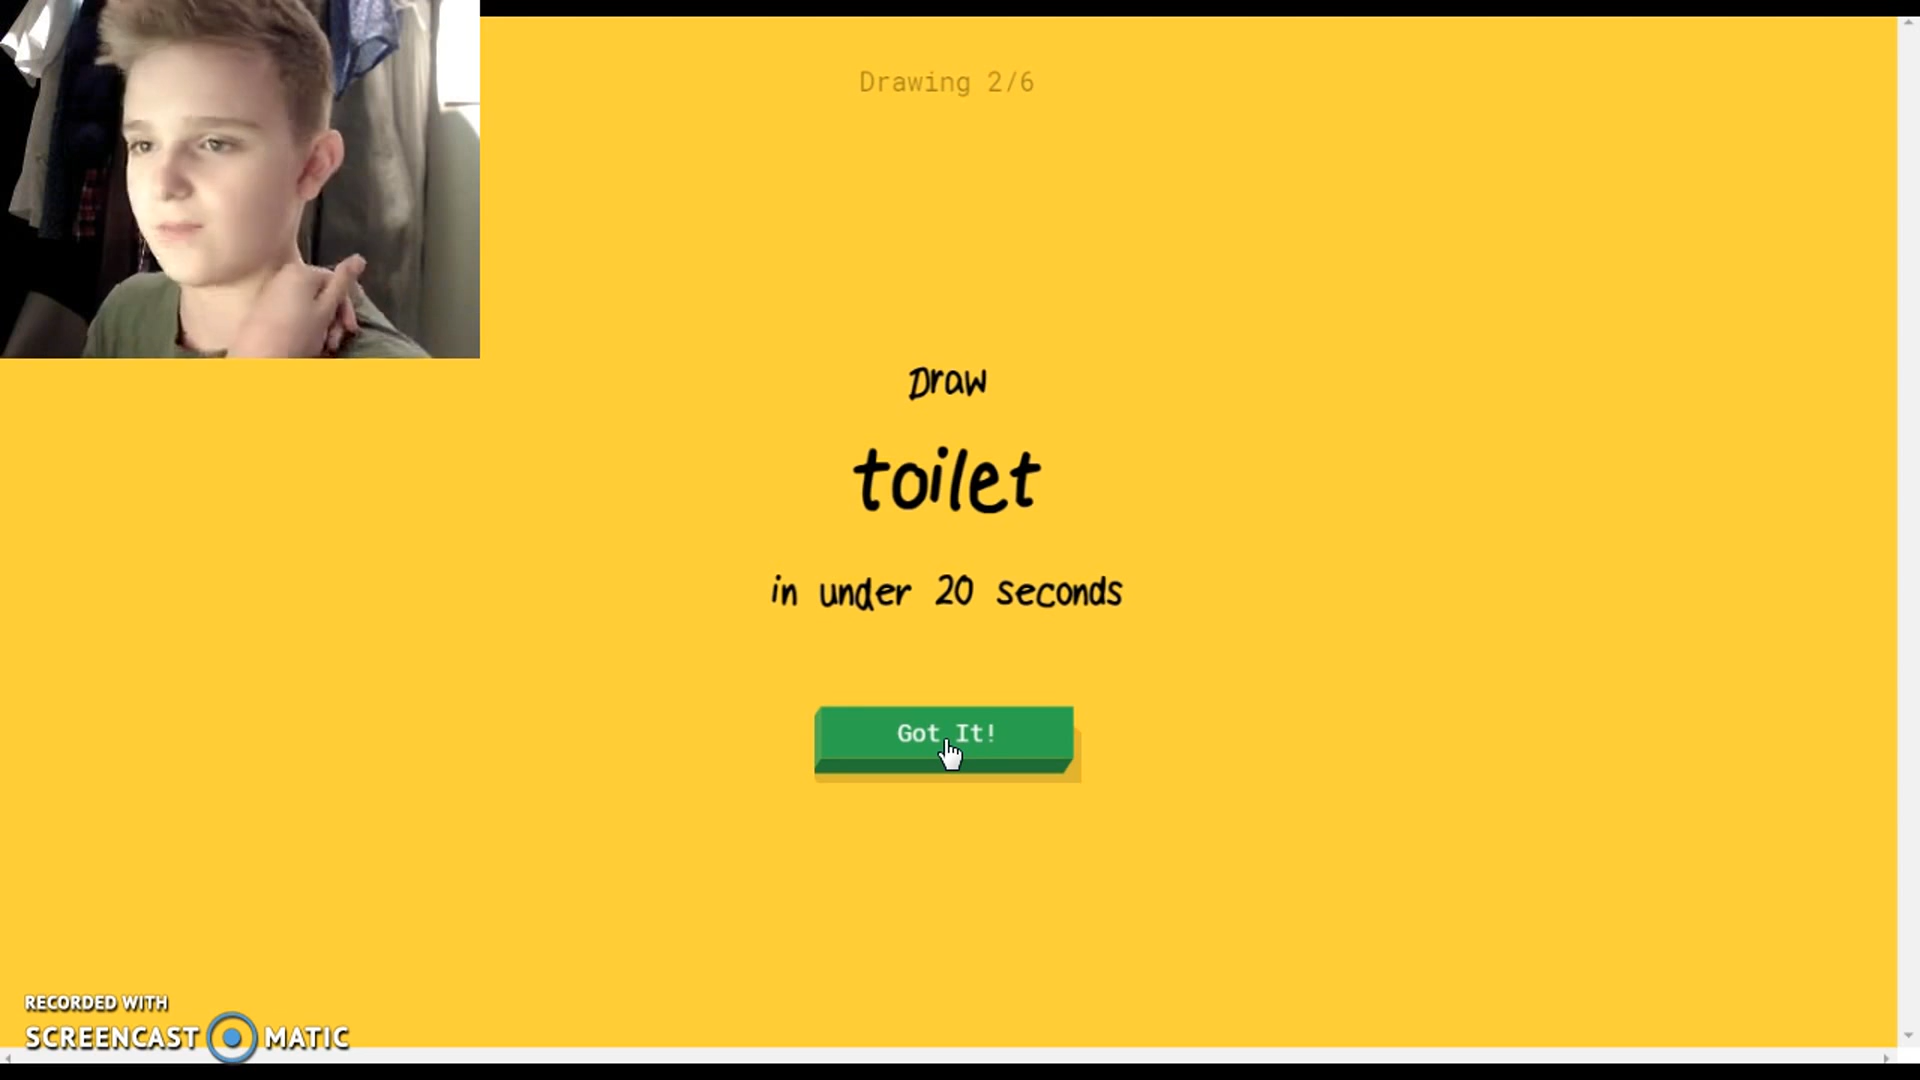 Drawing 2/6
Draw
toilet
in under 20 seconds
Got It!
RECORDED WITH
SCREENCAST MATIC